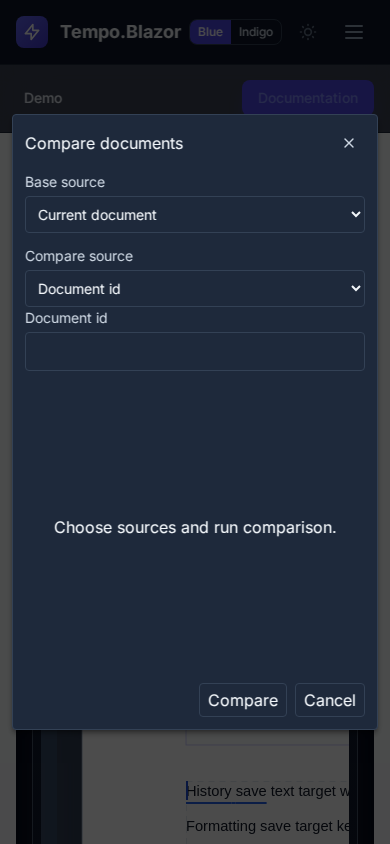 Tempo.Blazor
Blue
Indigo
Demo
Documentation
Compare documents
Base source
Current document
Compare source
Document id
Document id
Choose sources and run comparison.
Compare
Cancel
History save text target w
Formatting save target ke